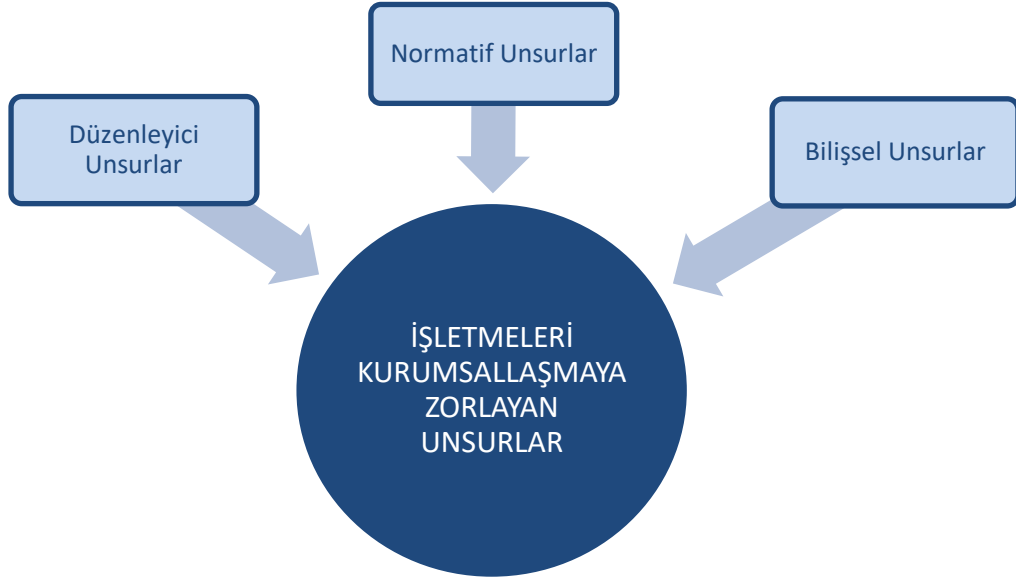 Normatif Unsurlar
Düzenleyici
Unsurlar
Bilişsel Unsurlar
İŞLETMELERİ
KURUMSALLAŞMAYA
ZORLAYAN
UNSURLAR